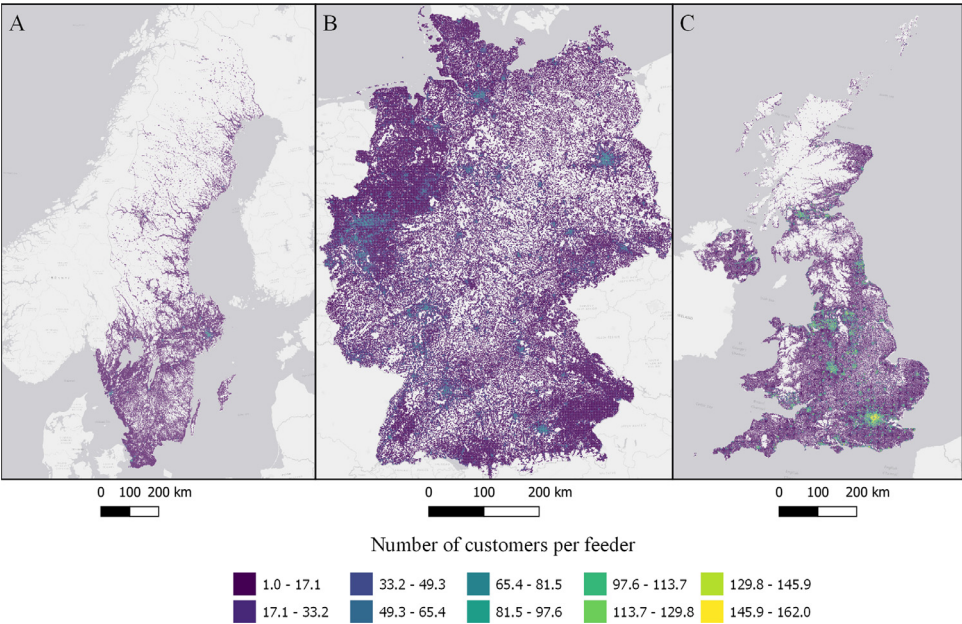 A
B
C
0 100 200 km
0 100 200 km
0 100 200 km
Number of customers per feeder
1.0 - 17.1
33.2 - 49.3
65.4 - 81.5
97.6 - 113.7
129.8 - 145.9
17.1 - 33.2
49.3 - 65.4
81.5 - 97.6
113.7 - 129.8
145.9 - 162.0